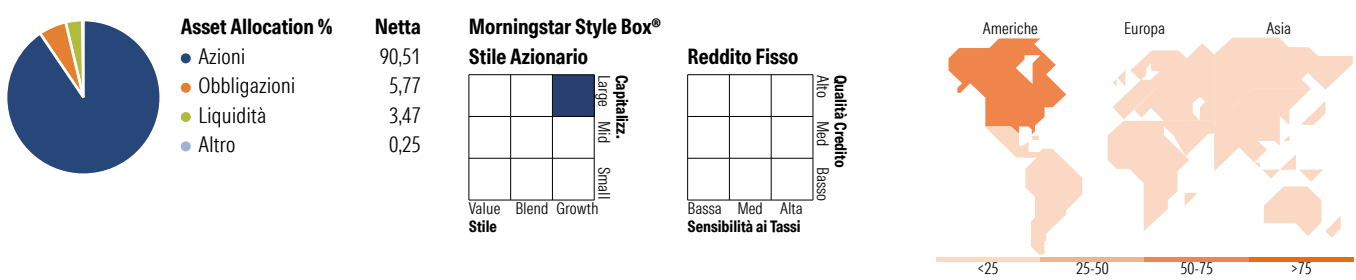 Asset Allocation % Netta
Azioni 90,51
Obbligazioni 5,77
Liquidità 3,47
Altro 0,25
Morningstar Style Box®
Stile Azionario
Large Mid Small
Capitalizz.
Value Blend Growth
Stile
Reddito Fisso
Alto Med Basso
Qualità Credito
Bassa Med Alta
Sensibilità ai Tassi
Americhe Europa Asia
<25 25-50 50-75 >75